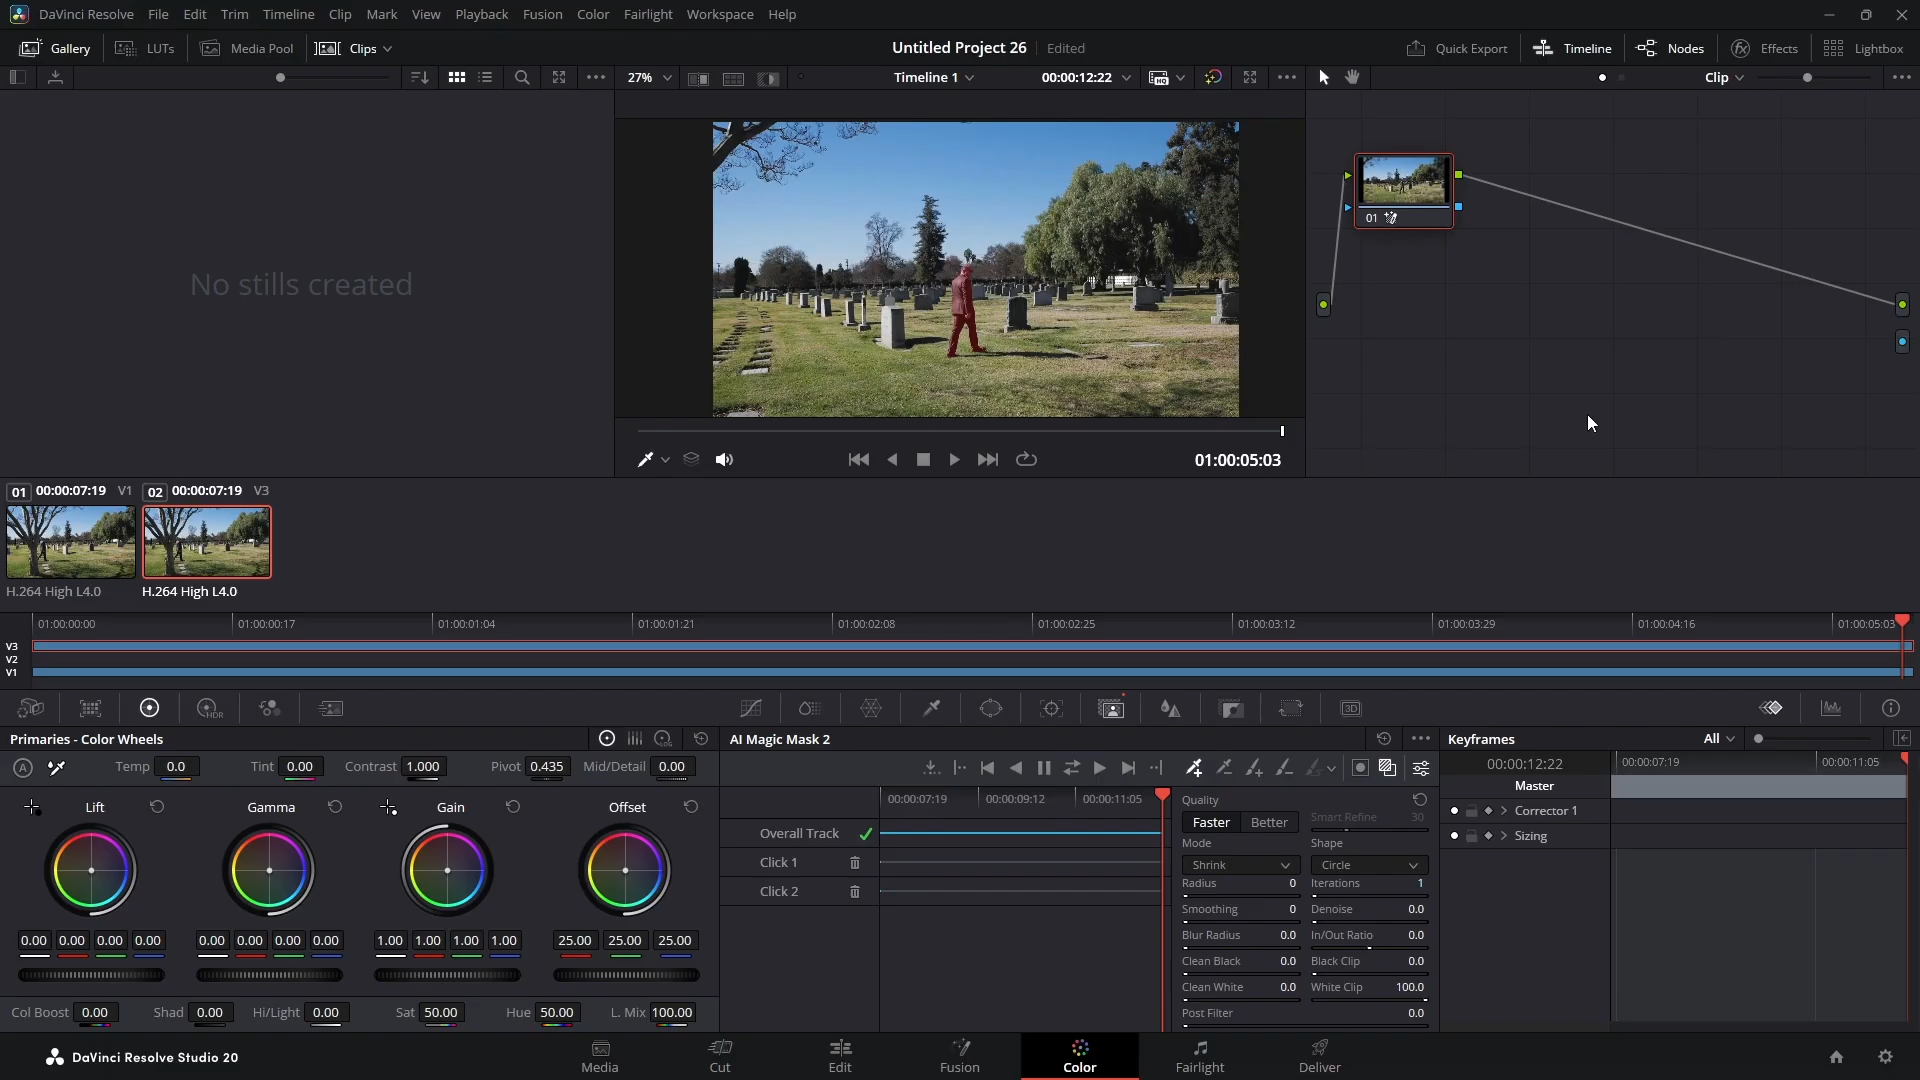 DaVinci Resolve File Edit Trim Timeline Clip Mark View Playback Fusion Color Fairlight Workspace Help
Gallery LUTs Media Pool Clips Untitled Project 26 Edited Quick Export Timeline Nodes Effects Lightbox
27% Timeline 1 00:00:12:22 Clip
No stills created
01
01:00:05:03
01 00:00:07:19 V1 02 00:00:07:19 V3
H.264 High L4.0 H.264 High L4.0
01:00:00:00 01:00:00:17 01:00:01:04 01:00:01:21 01:00:02:08 01:00:02:25 01:00:03:12 01:00:03:29 01:00:04:16 01:00:05:03
V3
V2
V1
HDR 3D
Primaries - Color Wheels LOG AI Magic Mask 2 Keyframes All
A Temp 0.0 Tint 0.00 Contrast 1.000 Pivot 0.435 Mid/Detail 0.00
00:00:12:22 00:00:07:19 00:00:11:05
Master
Lift Gamma Gain Offset
00:00:07:19 00:00:09:12 00:00:11:05
Quality
Faster Better Smart Refine 30
Corrector 1
Overall Track
Mode Shape
Sizing
Click 1
Shrink Circle
Click 2
Radius 0 Iterations 1
Smoothing 0 Denoise 0.0
Blur Radius 0.0 In/Out Ratio 0.0
Clean Black 0.0 Black Clip 0.0
Clean White 0.0 White Clip 100.0
Post Filter 0.0
0.00 0.00 0.00 0.00 0.00 0.00 0.00 0.00 1.00 1.00 1.00 1.00 25.00 25.00 25.00
Col Boost 0.00 Shad 0.00 Hi/Light 0.00 Sat 50.00 Hue 50.00 L. Mix 100.00
DaVinci Resolve Studio 20 Media Cut Edit Fusion Color Fairlight Deliver